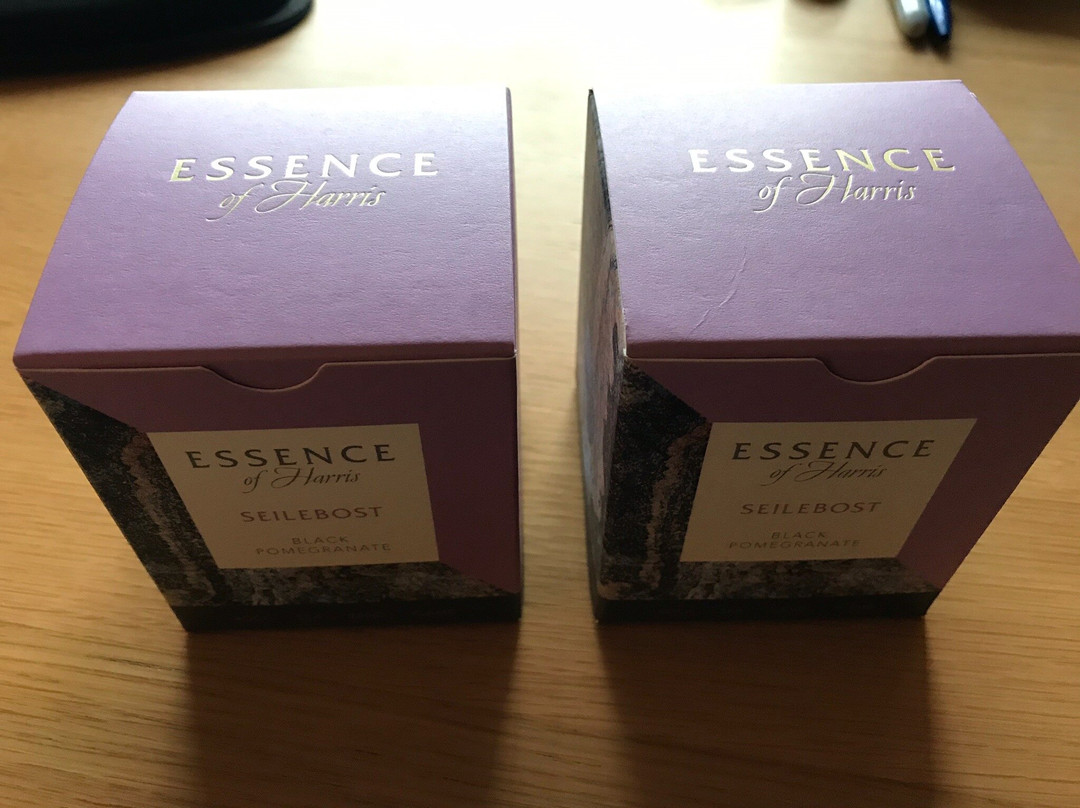 ESSENCE
of Harris
ESSENCE
of Harris
SEILEBOST
BLACK
POMEGRANATE
ESSENCE
of Harris
ESSENCE
of Harris
SEILEBOST
BLACK
POMEGRANATE